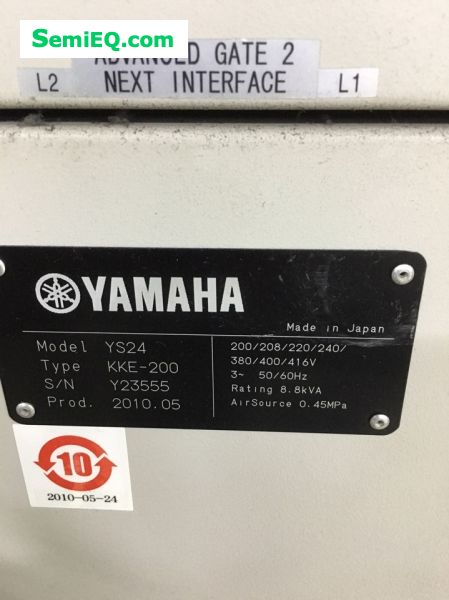 SemiEQ.com
ADVANCED GATE 2
L2 NEXT INTERFACE L1
YAMAHA
Made in Japan
Model YS24
Type KKE-200
S/N Y23555
Prod. 2010.05
200/208/220/240/
380/400/416V
3~ 50/60Hz
Rating 8.8kVA
AirSource 0.45MPa
10
2010-05-24